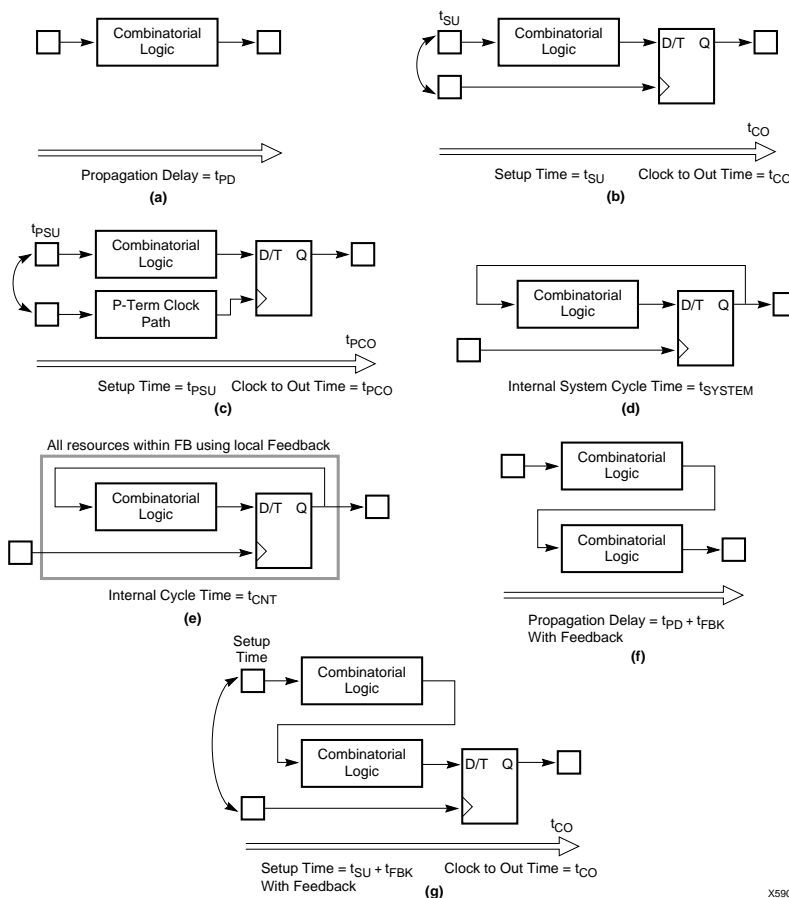 Combinatorial
Logic
Propagation Delay = tPD
(a)
tSU
Combinatorial
Logic
D/T Q
tCO
Setup Time = tSU Clock to Out Time = tCO
(b)
tPSU
Combinatorial
Logic
D/T Q
P-Term Clock
Path
tPCO
Setup Time = tPSU Clock to Out Time = tPCO
(c)
Combinatorial
Logic
D/T Q
Internal System Cycle Time = tSYSTEM
(d)
All resources within FB using local Feedback
Combinatorial
Logic
D/T Q
Internal Cycle Time = tCNT
(e)
Combinatorial
Logic
Combinatorial
Logic
Propagation Delay = tPD + tFBK
With Feedback
(f)
Setup
Time
Combinatorial
Logic
Combinatorial
Logic
D/T Q
tCO
Setup Time = tSU + tFBK Clock to Out Time = tCO
With Feedback
(g)
X590